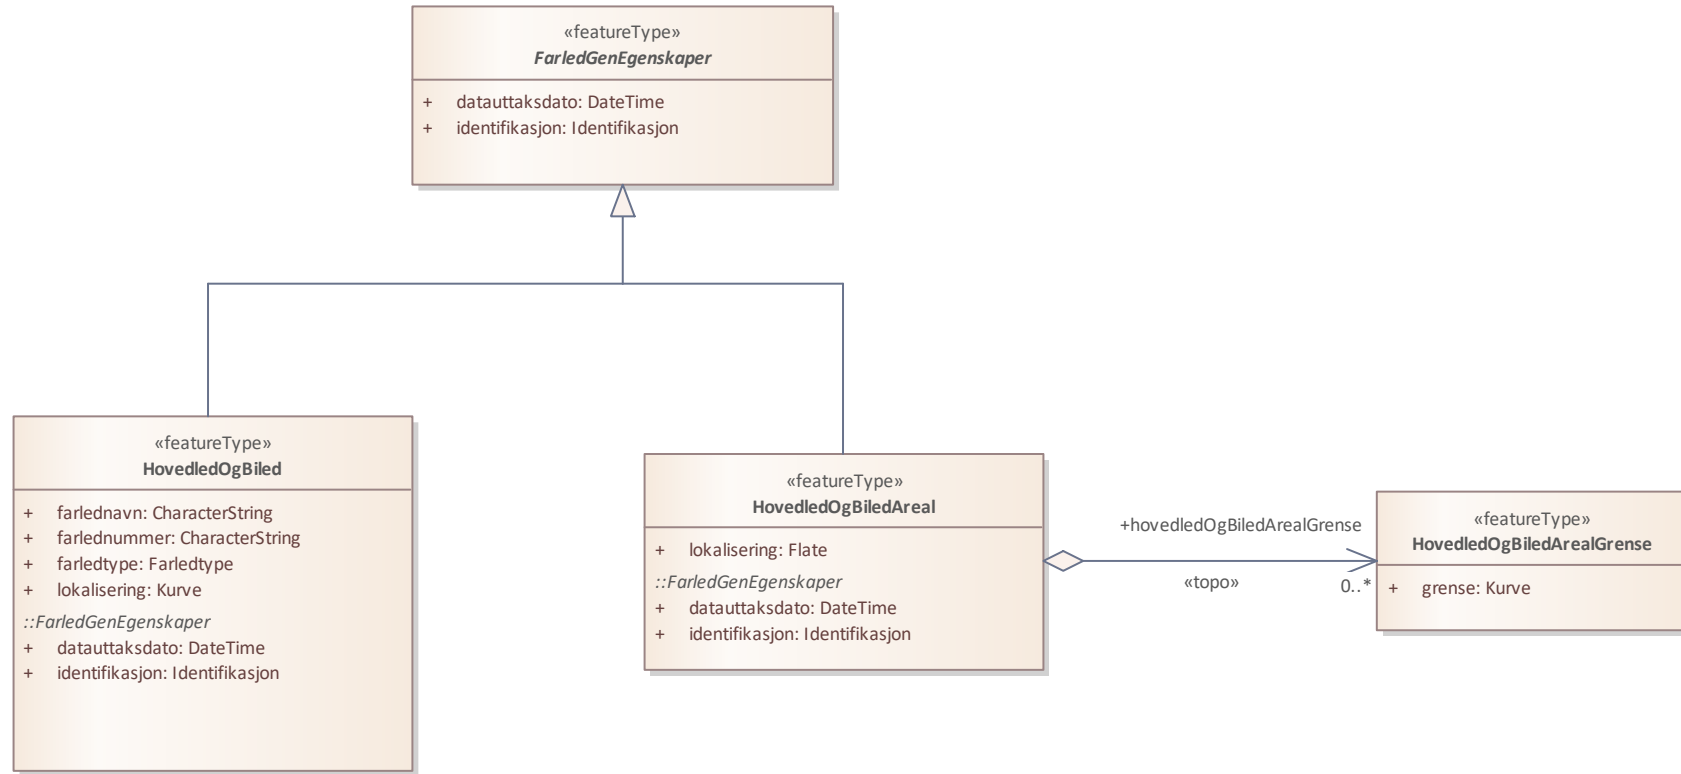 «featureType»
FarledGenEgenskaper
+ datauttaksdato: DateTime
+ identifikasjon: Identifikasjon
«featureType»
HovedledOgBiled
+ farlednavn: CharacterString
+ farlednummer: CharacterString
+ farledtype: Farledtype
+ lokalisering: Kurve
::FarledGenEgenskaper
+ datauttaksdato: DateTime
+ identifikasjon: Identifikasjon
«featureType»
HovedledOgBiledAreal
+ lokalisering: Flate
::FarledGenEgenskaper
+ datauttaksdato: DateTime
+ identifikasjon: Identifikasjon
+hovedledOgBiledArealGrense
«topo»
0..*
«featureType»
HovedledOgBiledArealGrense
+ grense: Kurve